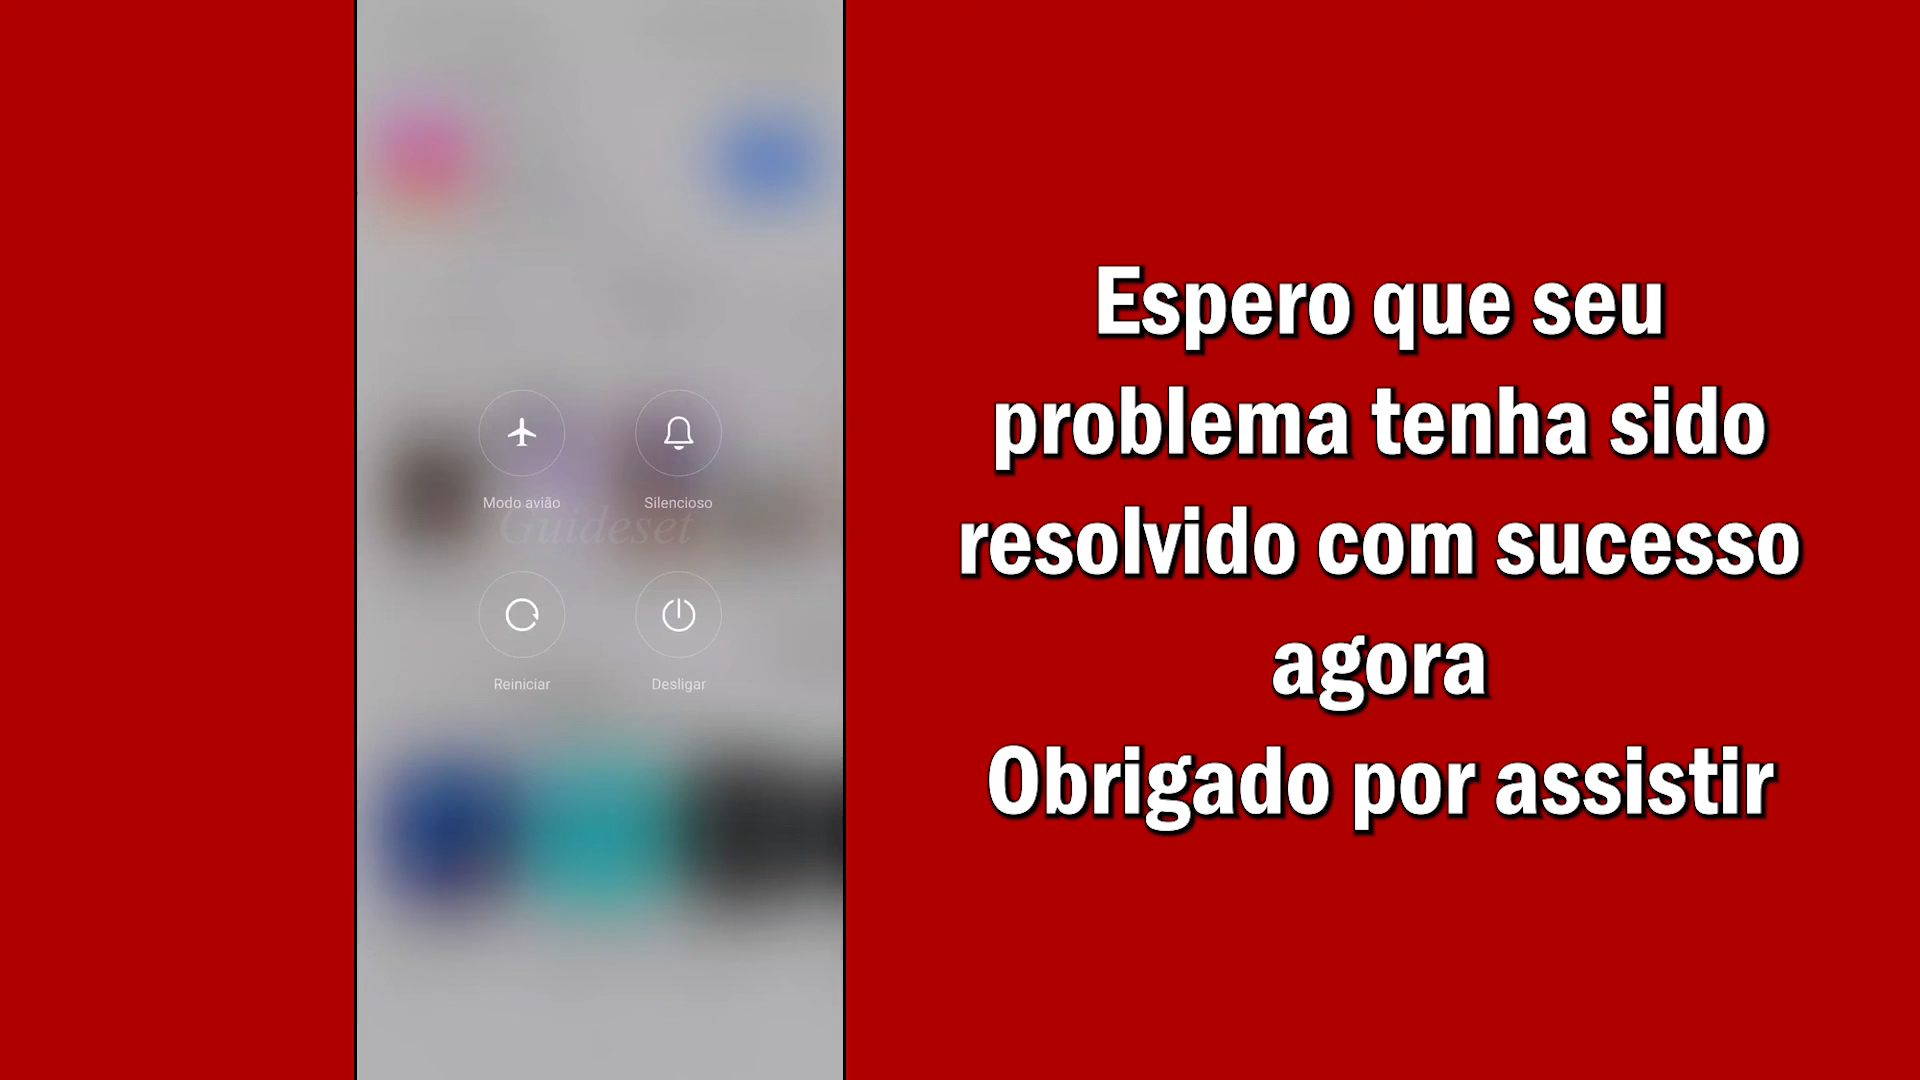 Modo avião
Silencioso
Guideset
Reiniciar
Desligar
Espero que seu
problema tenha sido
resolvido com sucesso
agora
Obrigado por assistir